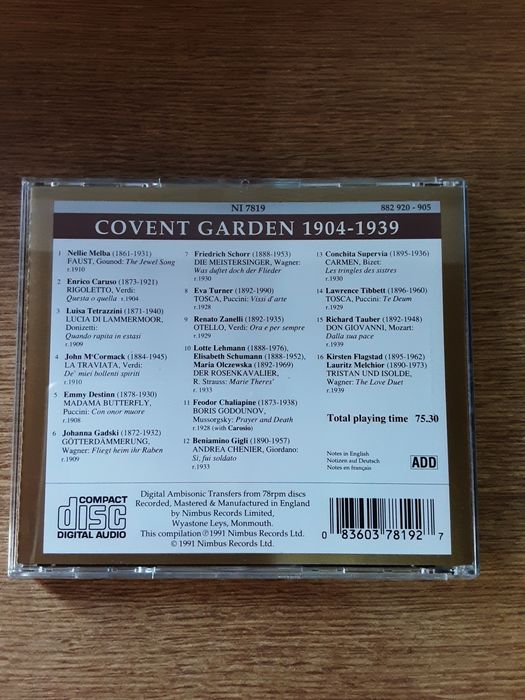 NI 7819
882 920 - 905
COVENT GARDEN 1904-1939
1 Nellie Melba (1861-1931)
FAUST, Gounod: The Jewel Song
r.1910
2 Enrico Caruso (1873-1921)
RIGOLETTO, Verdi:
Questa o quella r.1904
3 Luisa Tetrazzini (1871-1940)
LUCIA DI LAMMERMOOR,
Donizetti:
Quando rapita in estasi
r.1909
4 John McCormack (1884-1945)
LA TRAVIATA, Verdi:
De' miei bollenti spiriti
r.1910
5 Emmy Destinn (1878-1930)
MADAMA BUTTERFLY,
Puccini: Con onor muore
r.1908
6 Johanna Gadski (1872-1932)
GÖTTERDÄMMERUNG,
Wagner: Fliegt heim ihr Raben
r.1909
7 Friedrich Schorr (1888-1953)
DIE MEISTERSINGER, Wagner:
Was duftet doch der Flieder
r.1930
8 Eva Turner (1892-1990)
TOSCA, Puccini: Vissi d'arte
r.1928
9 Renato Zanelli (1892-1935)
OTELLO, Verdi: Ora e per sempre
r.1929
10 Lotte Lehmann (1888-1976),
Elisabeth Schumann (1888-1952),
Maria Olczewska (1892-1969)
DER ROSENKAVALIER,
R. Strauss: Marie Theres'
r.1933
11 Feodor Chaliapine (1873-1938)
BORIS GODOUNOV,
Mussorgsky: Prayer and Death
r.1928 (with Carosio)
12 Beniamino Gigli (1890-1957)
ANDREA CHENIER, Giordano:
Si, fui soldato
r.1933
13 Conchita Supervia (1895-1936)
CARMEN, Bizet:
Les tringles des sistres
r.1930
14 Lawrence Tibbett (1896-1960)
TOSCA, Puccini: Te Deum
r.1929
15 Richard Tauber (1892-1948)
DON GIOVANNI, Mozart:
Dalla sua pace
r.1939
16 Kirsten Flagstad (1895-1962)
Lauritz Melchior (1890-1973)
TRISTAN UND ISOLDE,
Wagner: The Love Duet
r.1939
Total playing time 75.30
Notes in English
Notizen auf Deutsch
Notes en français
ADD
COMPACT
disc
DIGITAL AUDIO
Digital Ambisonic Transfers from 78rpm discs
Recorded, Mastered & Manufactured in England
by Nimbus Records Limited,
Wyastone Leys, Monmouth.
This compilation ℗ 1991 Nimbus Records Ltd.
© 1991 Nimbus Records Ltd.
0 83603 78192 7